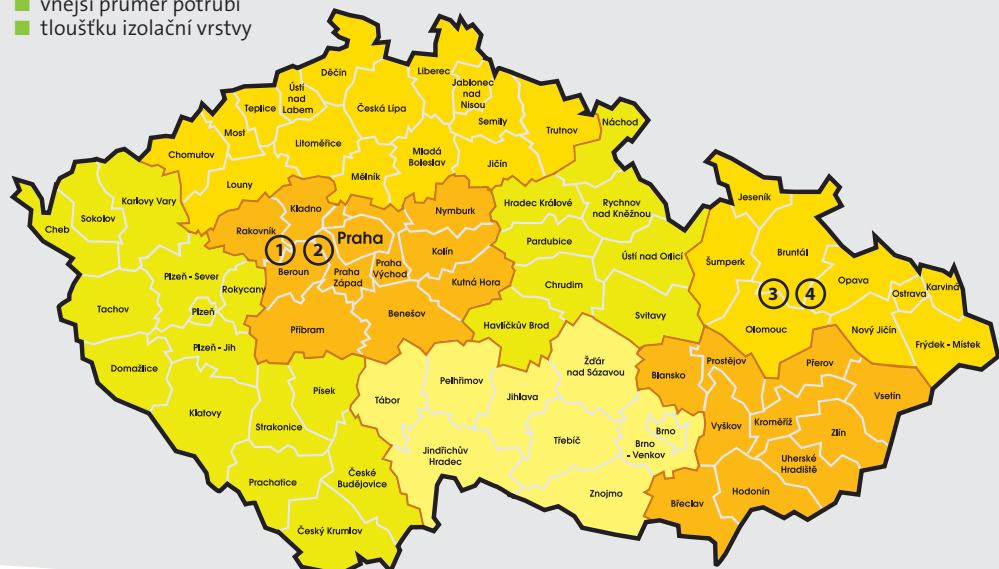 vnější průměr potrubí
tloušťku izolační vrstvy
Děčín
Liberec
Ústí
nad
Labem
Jablonec
nad
Nisou
Teplice
Česká Lípa
Semily
Trutnov
Náchod
Most
Litoměřice
Mladá
Boleslav
Jičín
Chomutov
Mělník
Louny
Jeseník
Karlovy Vary
Sokolov
Cheb
Kladno
Nymburk
Hradec Králové
Rychnov
nad Kněžnou
Rakovník
1
2
Praha
Kolín
Pardubice
Ústí nad Orlicí
Bruntál
Šumperk
Beroun
Praha
Západ
Praha
Východ
Kutná Hora
Chrudim
Opava
Karviná
Ostrava
3
4
Plzeň - Sever
Rokycany
Plzeň
Tachov
Svitavy
Příbram
Benešov
Havlíčkův Brod
Olomouc
Nový Jičín
Frýdek - Místek
Plzeň - Jih
Domažlice
Žďár
nad Sázavou
Prostějov
Přerov
Blansko
Vsetín
Písek
Tábor
Pelhřimov
Jihlava
Klatovy
Strakonice
Třebíč
Brno
Brno
- Venkov
Vyškov
Kroměříž
Zlín
Jindřichův
Hradec
Uherské
Hradiště
Prachatice
České
Budějovice
Znojmo
Břeclav
Hodonín
Český Krumlov